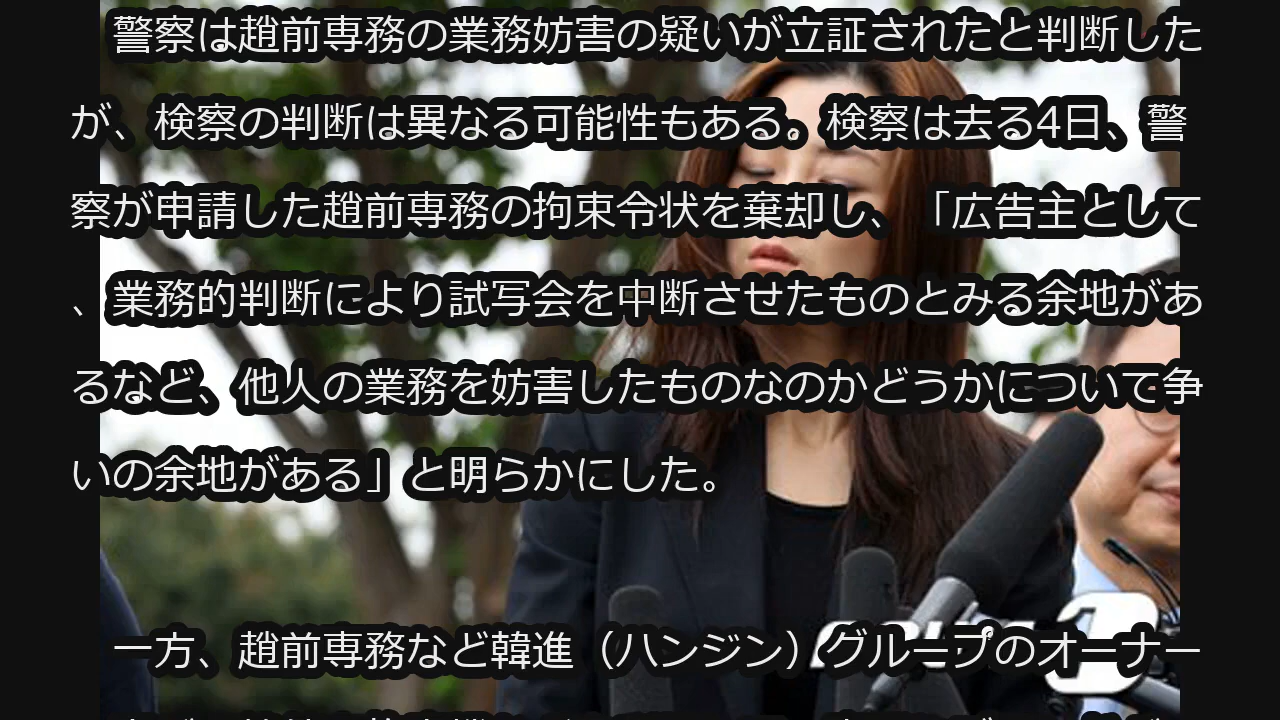 警察は趙前専務の業務妨害の疑いが立証されたと判断した
が、検察の判断は異なる可能性もある。検察は去る4日、警
察が申請した趙前専務の拘束令状を棄却し、「広告主として
、業務的判断により試写会を中断させたものとみる余地があ
るなど、他人の業務を妨害したものなのかどうかについて争
いの余地がある」と明らかにした。
一方、趙前専務など韓進（ハンジン）グループのオーナー